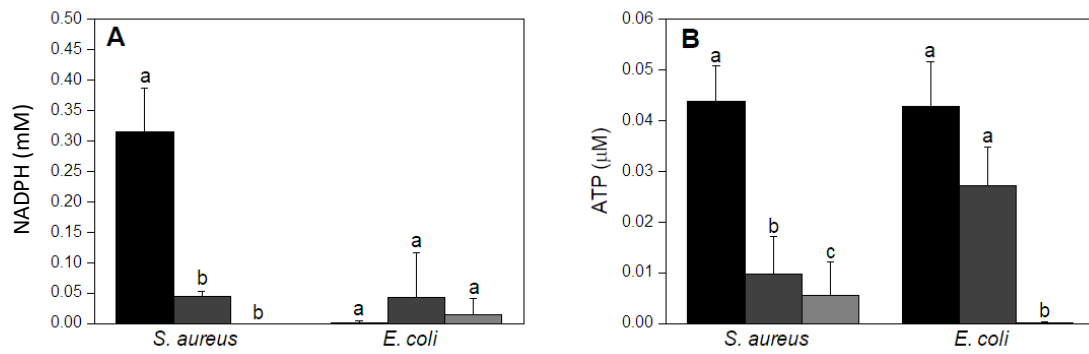 A
NADPH (mM)
0.50
0.45
0.40
0.35
0.30
0.25
0.20
0.15
0.10
0.05
0.00
a
b
b
a
a
a
S. aureus
E. coli
B
ATP (μM)
0.06
0.05
0.04
0.03
0.02
0.01
0.00
a
b
c
a
a
b
S. aureus
E. coli